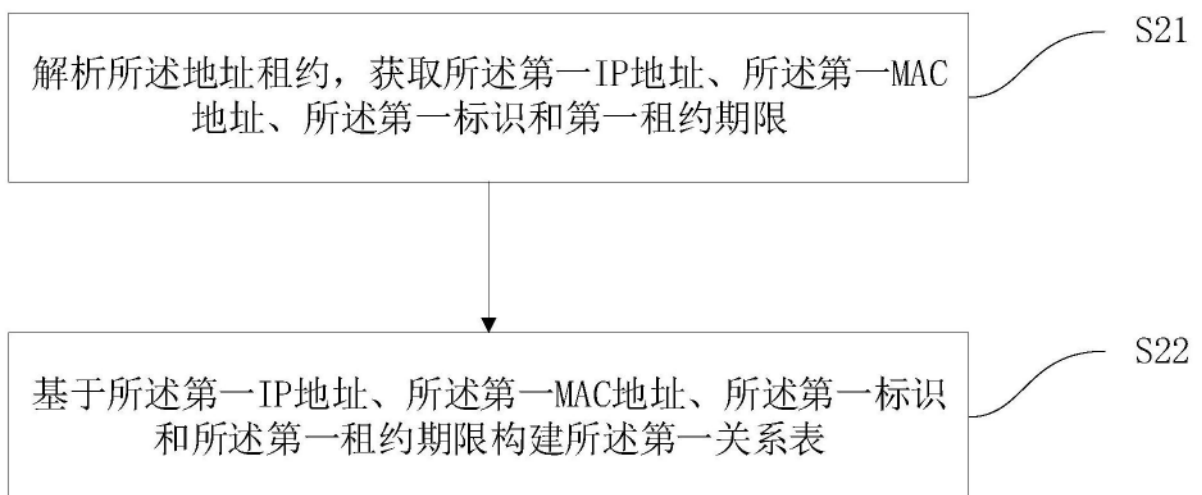 解析所述地址租约，获取所述第一IP地址、所述第一MAC
地址、所述第一标识和第一租约期限
S21
基于所述第一IP地址、所述第一MAC地址、所述第一标识
和所述第一租约期限构建所述第一关系表
S22